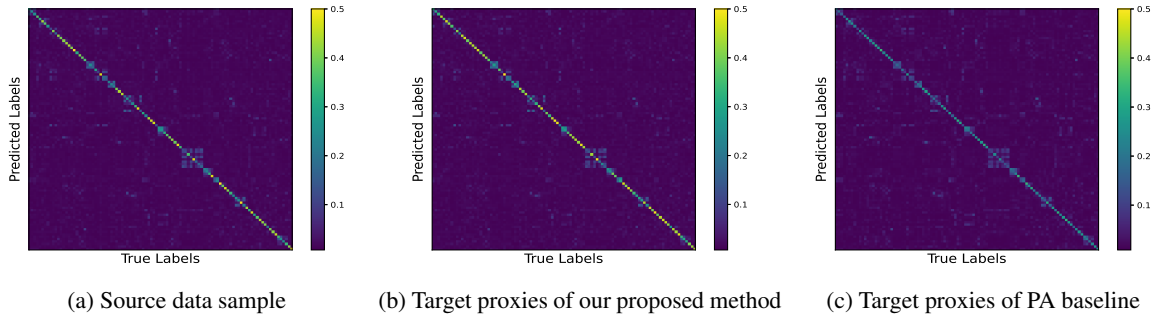 Predicted Labels
0.5
0.4
0.3
0.2
0.1
True Labels
(a) Source data sample
Predicted Labels
0.5
0.4
0.3
0.2
0.1
True Labels
(b) Target proxies of our proposed method
Predicted Labels
0.5
0.4
0.3
0.2
0.1
True Labels
(c) Target proxies of PA baseline